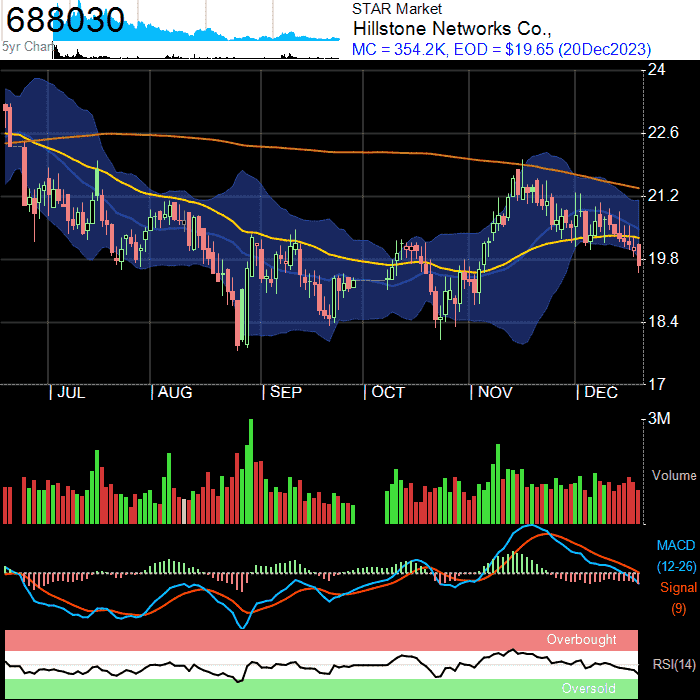 688030
5yr Chart
STAR Market
Hillstone Networks Co.,
MC = 354.2K, EOD = $19.65 (20Dec2023)
24
22.6
21.2
19.8
18.4
17
| JUL | AUG | SEP | OCT | NOV | DEC
3M
Volume
MACD
(12-26)
Signal
(9)
Overbought
RSI(14)
Oversold